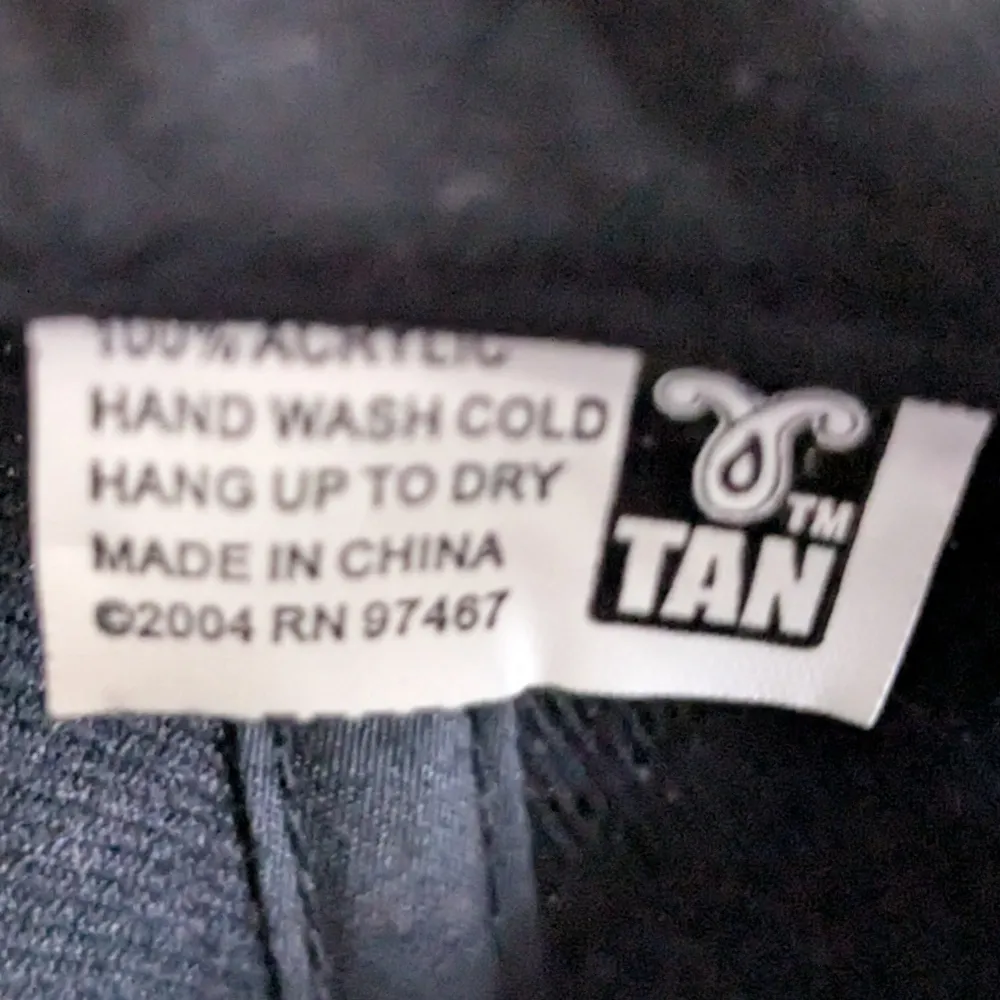 100% ACRYLIC
HAND WASH COLD
HANG UP TO DRY
MADE IN CHINA
©2004 RN 97467
TM
TAN